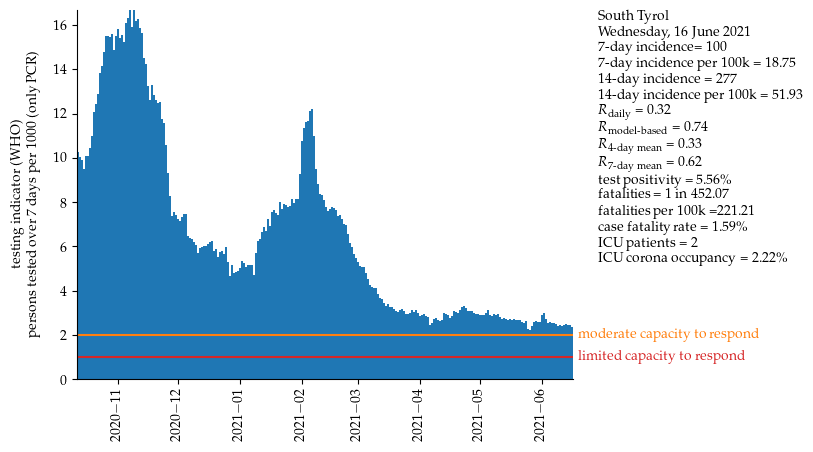 testing indicator (WHO)
persons tested over 7 days per 1000 (only PCR)
16
14
12
10
8
6
4
2
0
2020−11
2020−12
2021−01
2021−02
2021−03
2021−04
2021−05
2021−06
moderate capacity to respond
limited capacity to respond
South Tyrol
Wednesday, 16 June 2021
7-day incidence= 100
7-day incidence per 100k = 18.75
14-day incidence = 277
14-day incidence per 100k = 51.93
R daily = 0.32
R model-based = 0.74
R 4-day mean = 0.33
R 7-day mean = 0.62
test positivity = 5.56%
fatalities = 1 in 452.07
fatalities per 100k =221.21
case fatality rate = 1.59%
ICU patients = 2
ICU corona occupancy = 2.22%